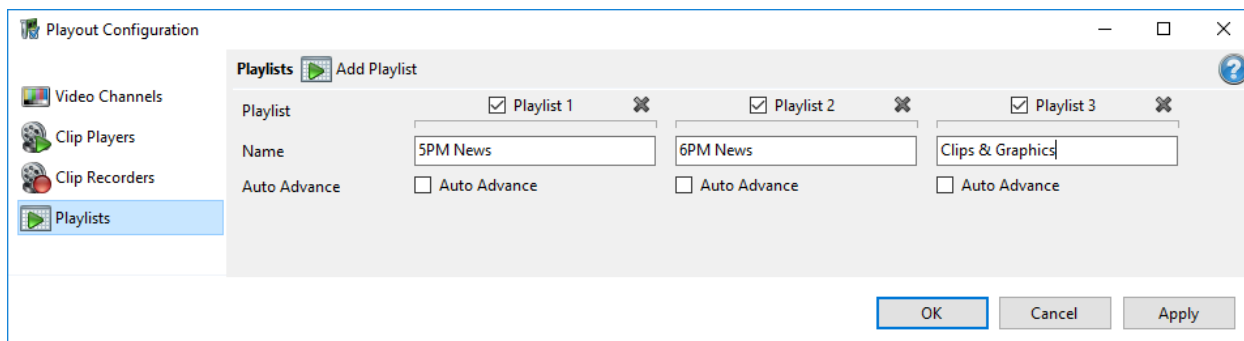 Playout Configuration
Playlists Add Playlist
Video Channels
Clip Players
Clip Recorders
Playlists
Playlist Playlist 1 Playlist 2 Playlist 3
Name 5PM News 6PM News Clips & Graphics
Auto Advance Auto Advance Auto Advance Auto Advance
OK Cancel Apply